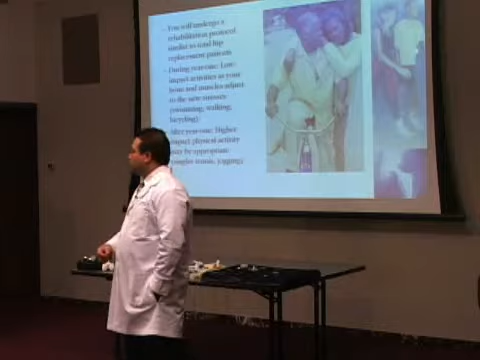 - You will undergo a
rehabilitation protocol
similar to total hip
replacement patients
- During year one: Low-
impact activities as your
bone and muscles adjust
to the new
(swimming, walking,
bicycling)
- After year one: Higher
impact physical activity
may be appropriate
(singles tennis, jogging)